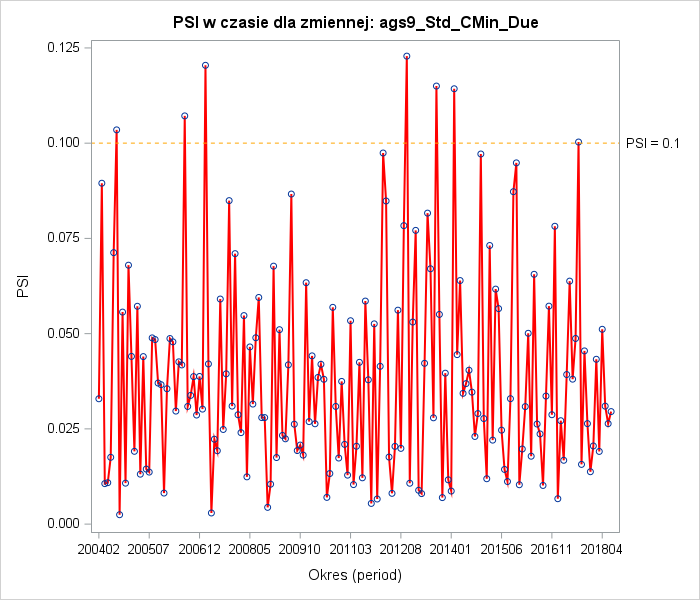 PSI w czasie dla zmiennej: ags9_Std_CMin_Due
0.125
0.100
PSI = 0.1
0.075
PSI
0.050
0.025
0.000
200402 200507 200612 200805 200910 201103 201208 201401 201506 201611 201804
Okres (period)